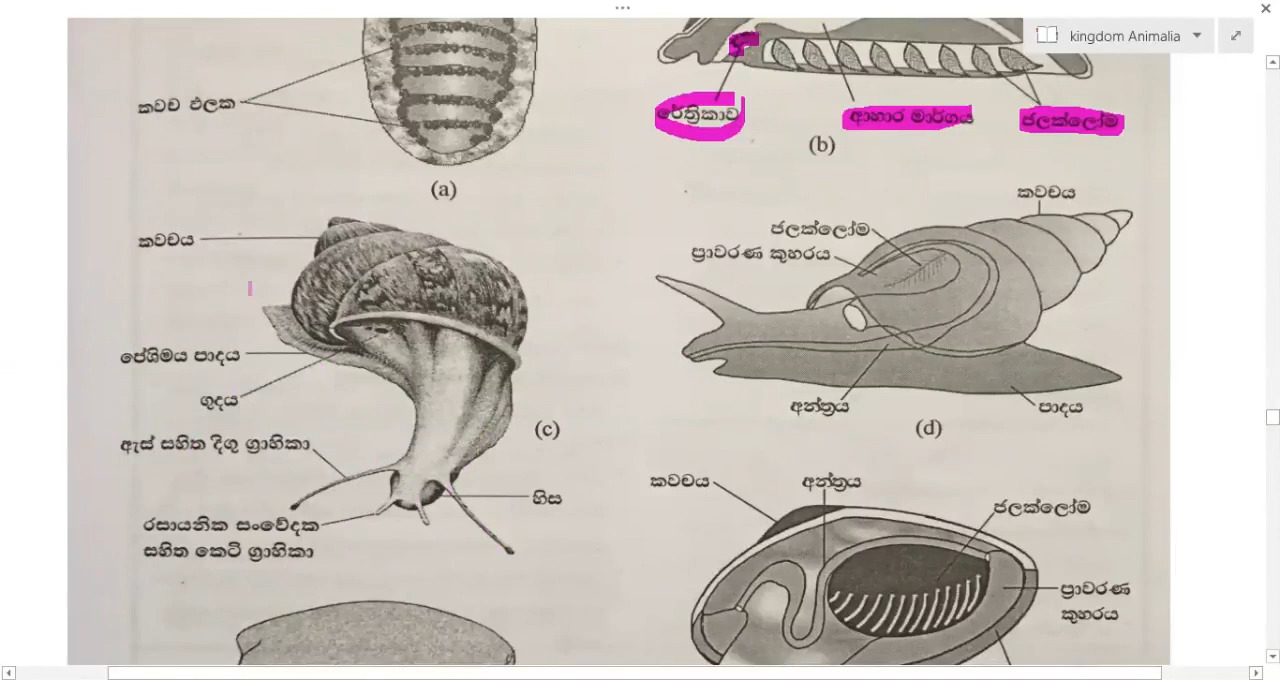 kingdom Animalia
කවච ඵලක
රේත්‍රිකාව
ආහාර මාර්ගය
ජලක්ලෝම
(a)
(b)
කවචය
පේශිමය පාදය
ගුදය
ඇස් සහිත දිගු ග්‍රාහිකා
රසායනික සංවේදක
සහිත කෙටි ග්‍රාහිකා
හිස
(c)
කවචය
ජලක්ලෝම
ප්‍රාවරණ කුහරය
අන්ත්‍රය
පාදය
(d)
කවචය
අන්ත්‍රය
ජලක්ලෝම
ප්‍රාවරණ
කුහරය